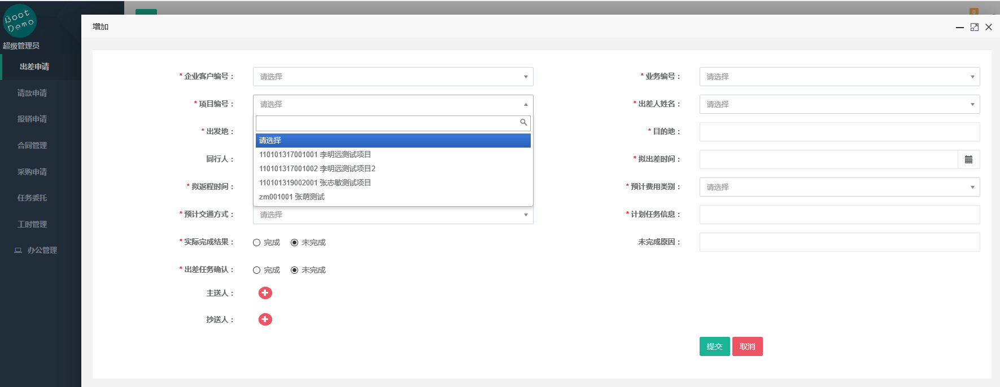 Boot
Demo
超级管理员
出差申请
请款申请
报销申请
合同管理
采购申请
任务委托
工时管理
办公管理
0
增加
* 企业客户编号： 请选择
* 业务编号： 请选择
* 项目编号： 请选择
* 出差人姓名： 请选择
请选择
110101317001001 李明远测试项目
110101317001002 李明远测试项目2
110101319002001 张志敏测试项目
zm001001 张萌测试
* 出发地：
* 目的地：
同行人：
* 拟出差时间：
* 拟返程时间：
* 预计费用类别： 请选择
* 预计交通方式： 请选择
* 计划任务信息：
* 实际完成结果： 完成 未完成
未完成原因：
* 出差任务确认： 完成 未完成
主送人：
抄送人：
提交 取消